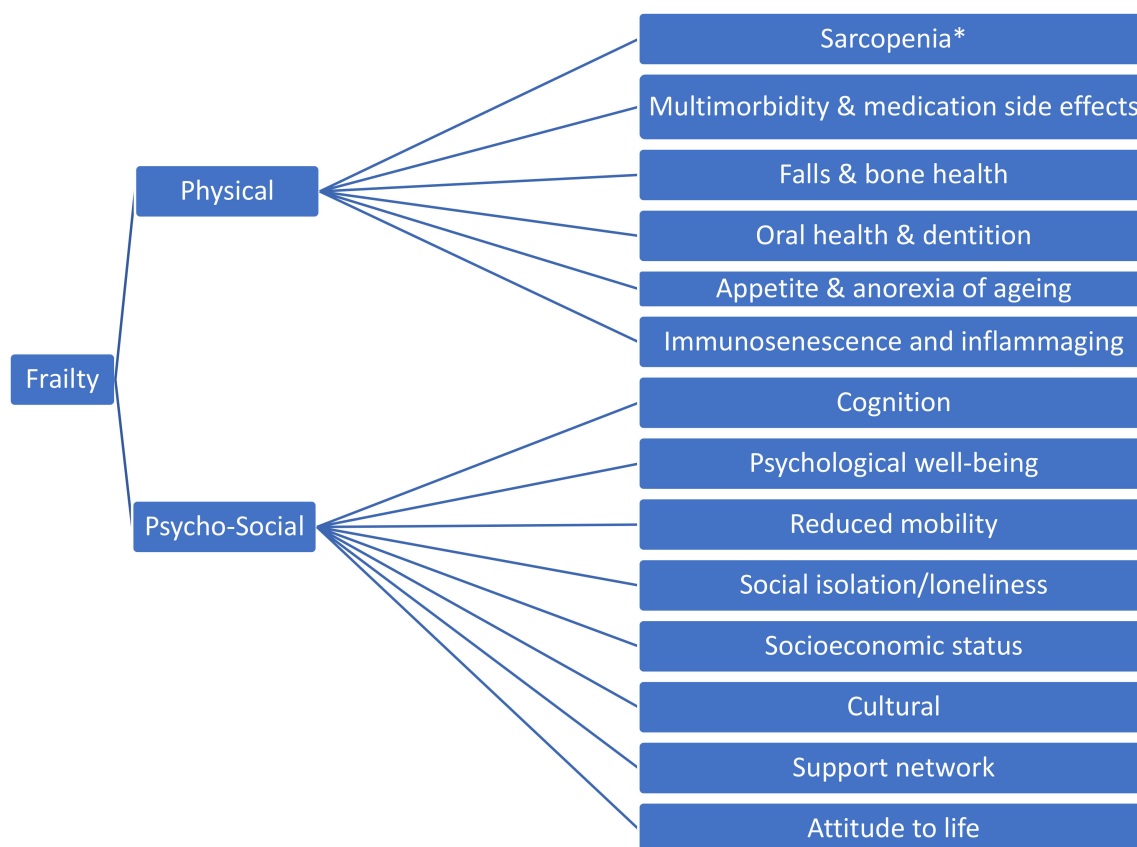 Sarcopenia*
Multimorbidity & medication side effects
Physical
Falls & bone health
Oral health & dentition
Appetite & anorexia of ageing
Immunosenescence and inflammaging
Frailty
Cognition
Psychological well-being
Psycho-Social
Reduced mobility
Social isolation/loneliness
Socioeconomic status
Cultural
Support network
Attitude to life